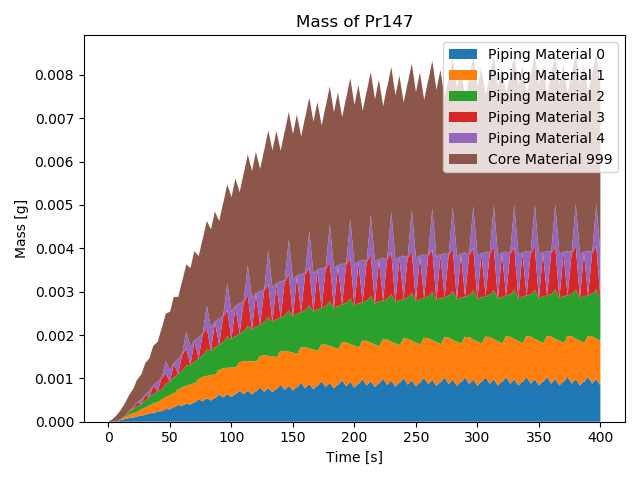 Mass of Pr147
Mass [g]
0.008
0.007
0.006
0.005
0.004
0.003
0.002
0.001
0.000
0
50
100
150
200
250
300
350
400
Time [s]
Piping Material 0
Piping Material 1
Piping Material 2
Piping Material 3
Piping Material 4
Core Material 999